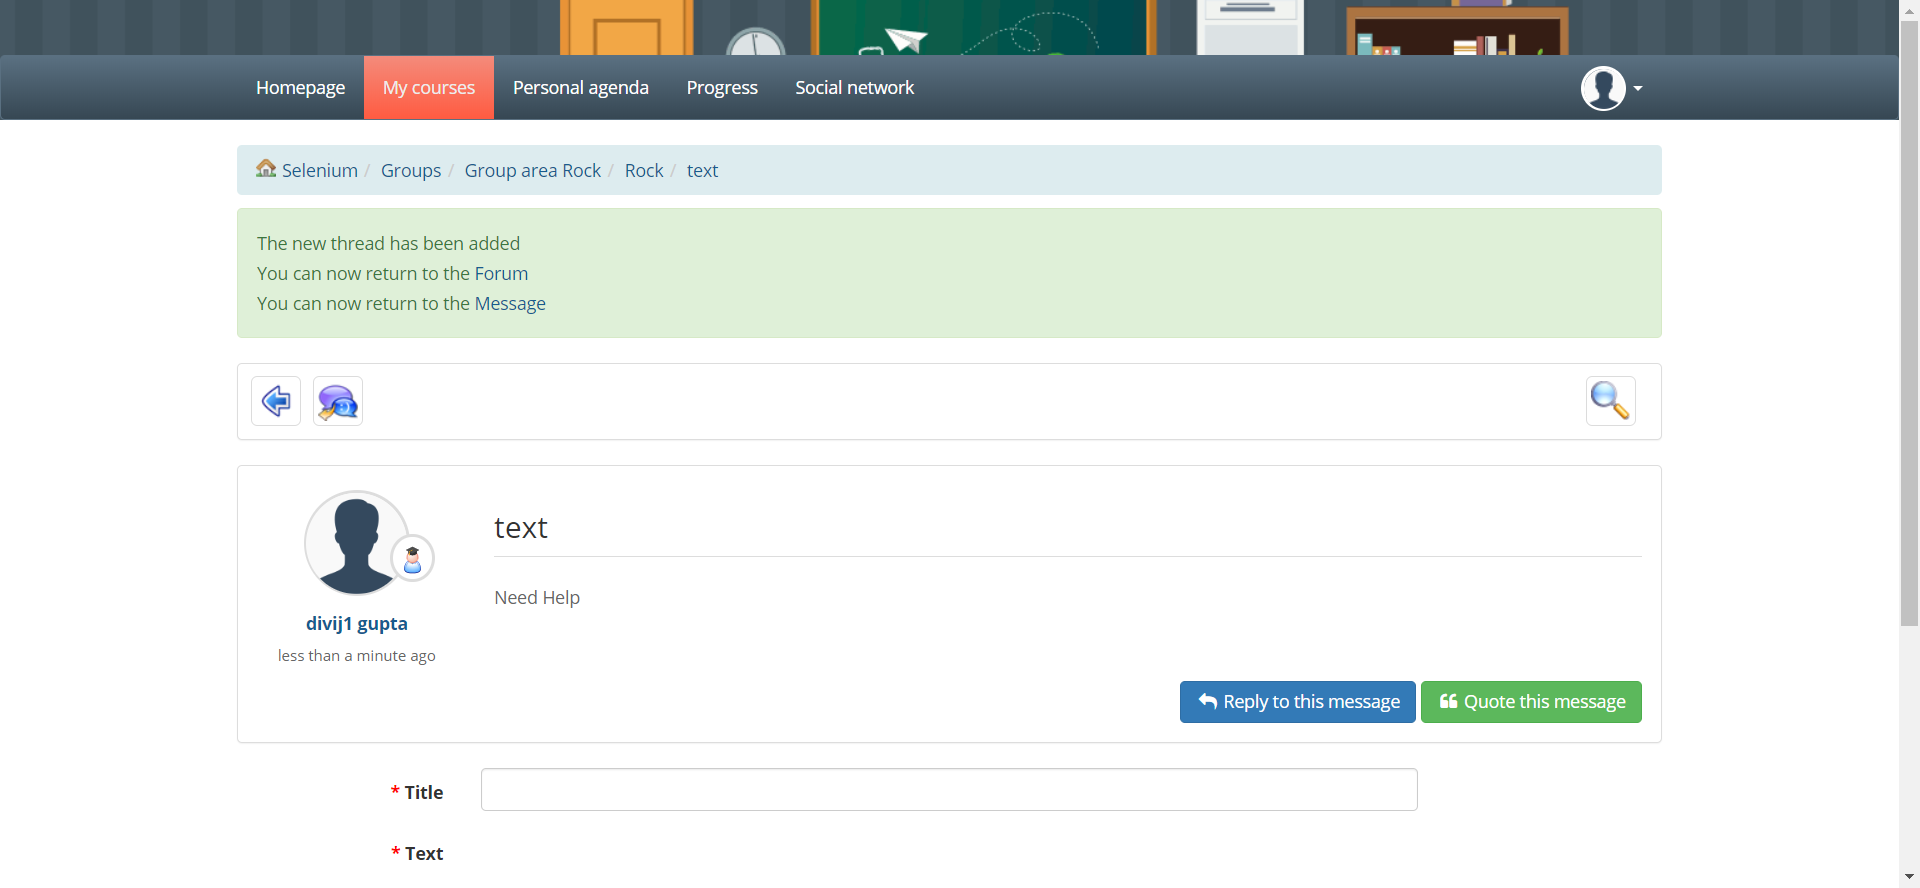 Homepage My courses Personal agenda Progress Social network
Selenium / Groups / Group area Rock / Rock / text
The new thread has been added
You can now return to the Forum
You can now return to the Message
text
Need Help
divij1 gupta
less than a minute ago
Reply to this message Quote this message
* Title
* Text